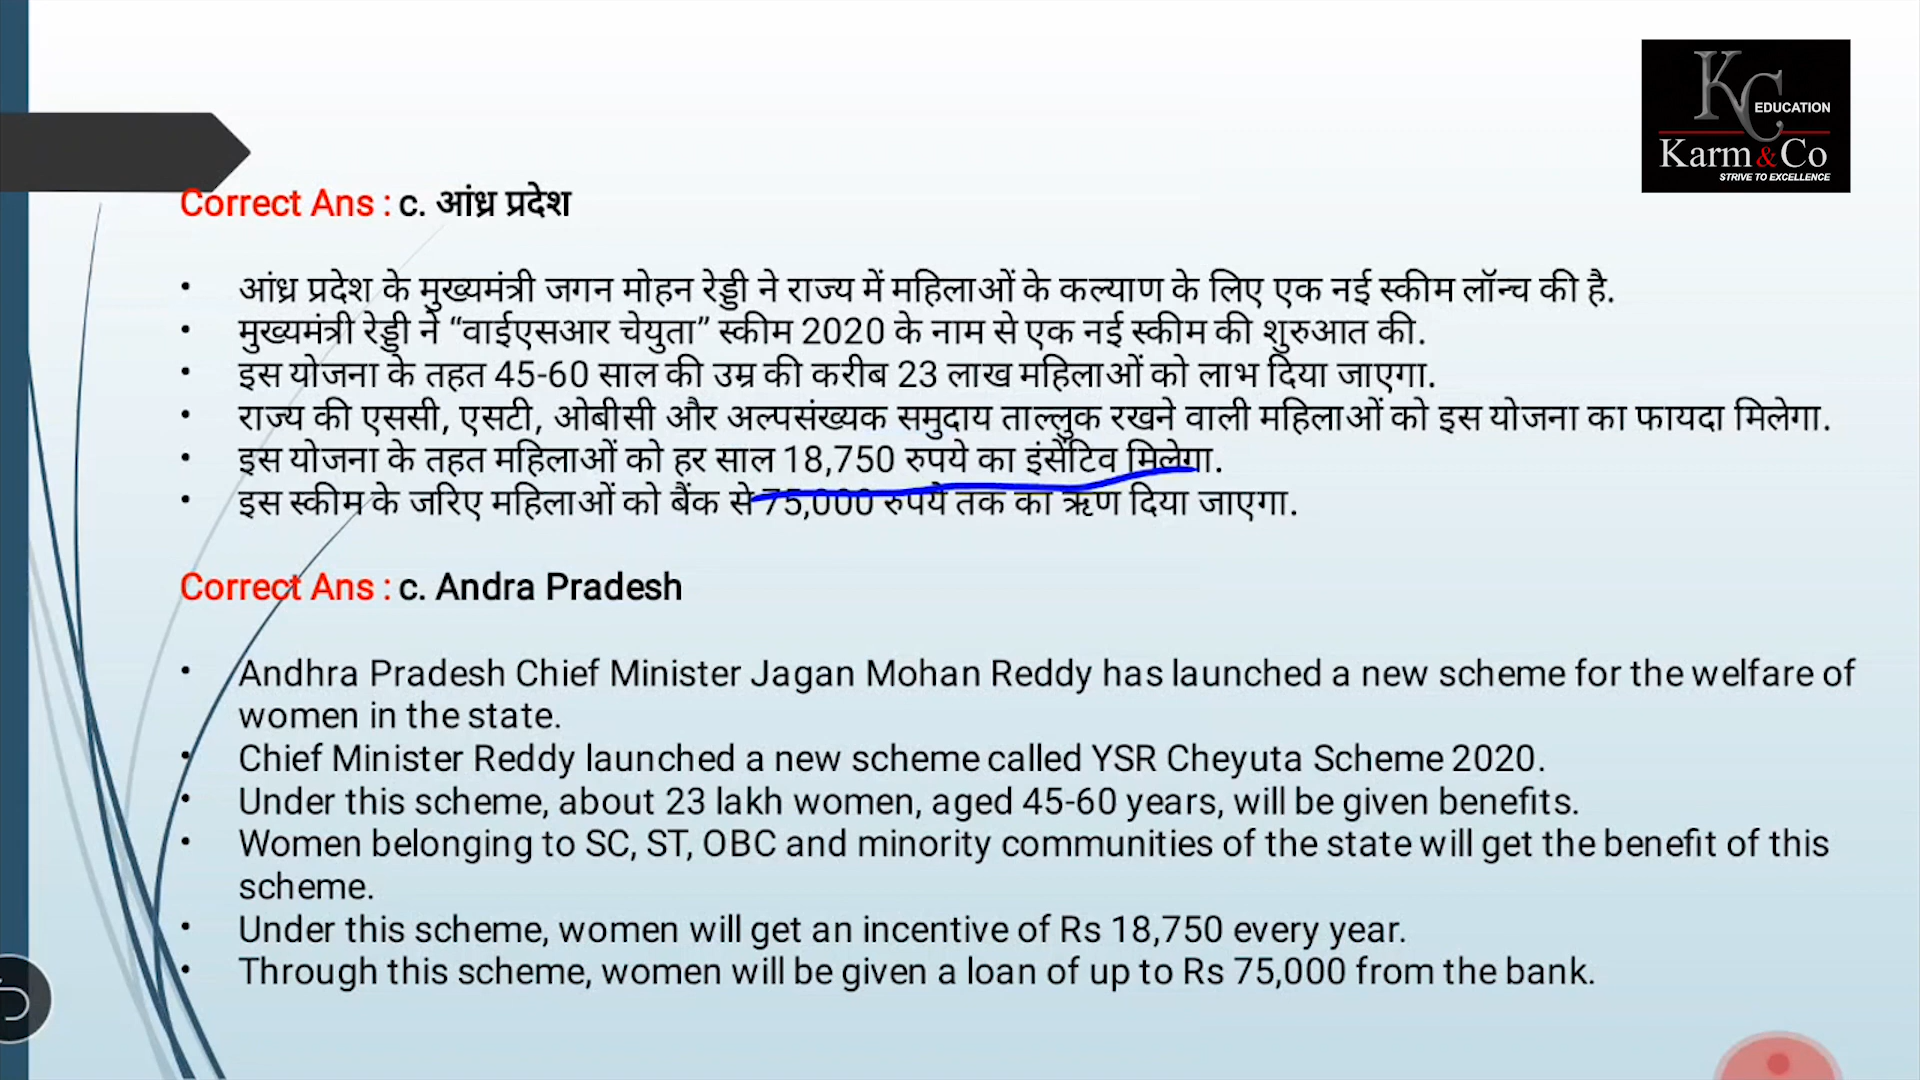 KC EDUCATION
Karm & Co
STRIVE TO EXCELLENCE
Correct Ans : c. आंध्र प्रदेश
• आंध्र प्रदेश के मुख्यमंत्री जगन मोहन रेड्डी ने राज्य में महिलाओं के कल्याण के लिए एक नई स्कीम लॉन्च की है.
• मुख्यमंत्री रेड्डी ने “वाईएसआर चेयुता” स्कीम 2020 के नाम से एक नई स्कीम की शुरुआत की.
• इस योजना के तहत 45-60 साल की उम्र की करीब 23 लाख महिलाओं को लाभ दिया जाएगा.
• राज्य की एससी, एसटी, ओबीसी और अल्पसंख्यक समुदाय ताल्लुक रखने वाली महिलाओं को इस योजना का फायदा मिलेगा.
• इस योजना के तहत महिलाओं को हर साल 18,750 रुपये का इंसेंटिव मिलेगा.
• इस स्कीम के जरिए महिलाओं को बैंक से 75,000 रुपये तक का ऋण दिया जाएगा.
Correct Ans : c. Andra Pradesh
• Andhra Pradesh Chief Minister Jagan Mohan Reddy has launched a new scheme for the welfare of
women in the state.
• Chief Minister Reddy launched a new scheme called YSR Cheyuta Scheme 2020.
• Under this scheme, about 23 lakh women, aged 45-60 years, will be given benefits.
• Women belonging to SC, ST, OBC and minority communities of the state will get the benefit of this
scheme.
• Under this scheme, women will get an incentive of Rs 18,750 every year.
• Through this scheme, women will be given a loan of up to Rs 75,000 from the bank.